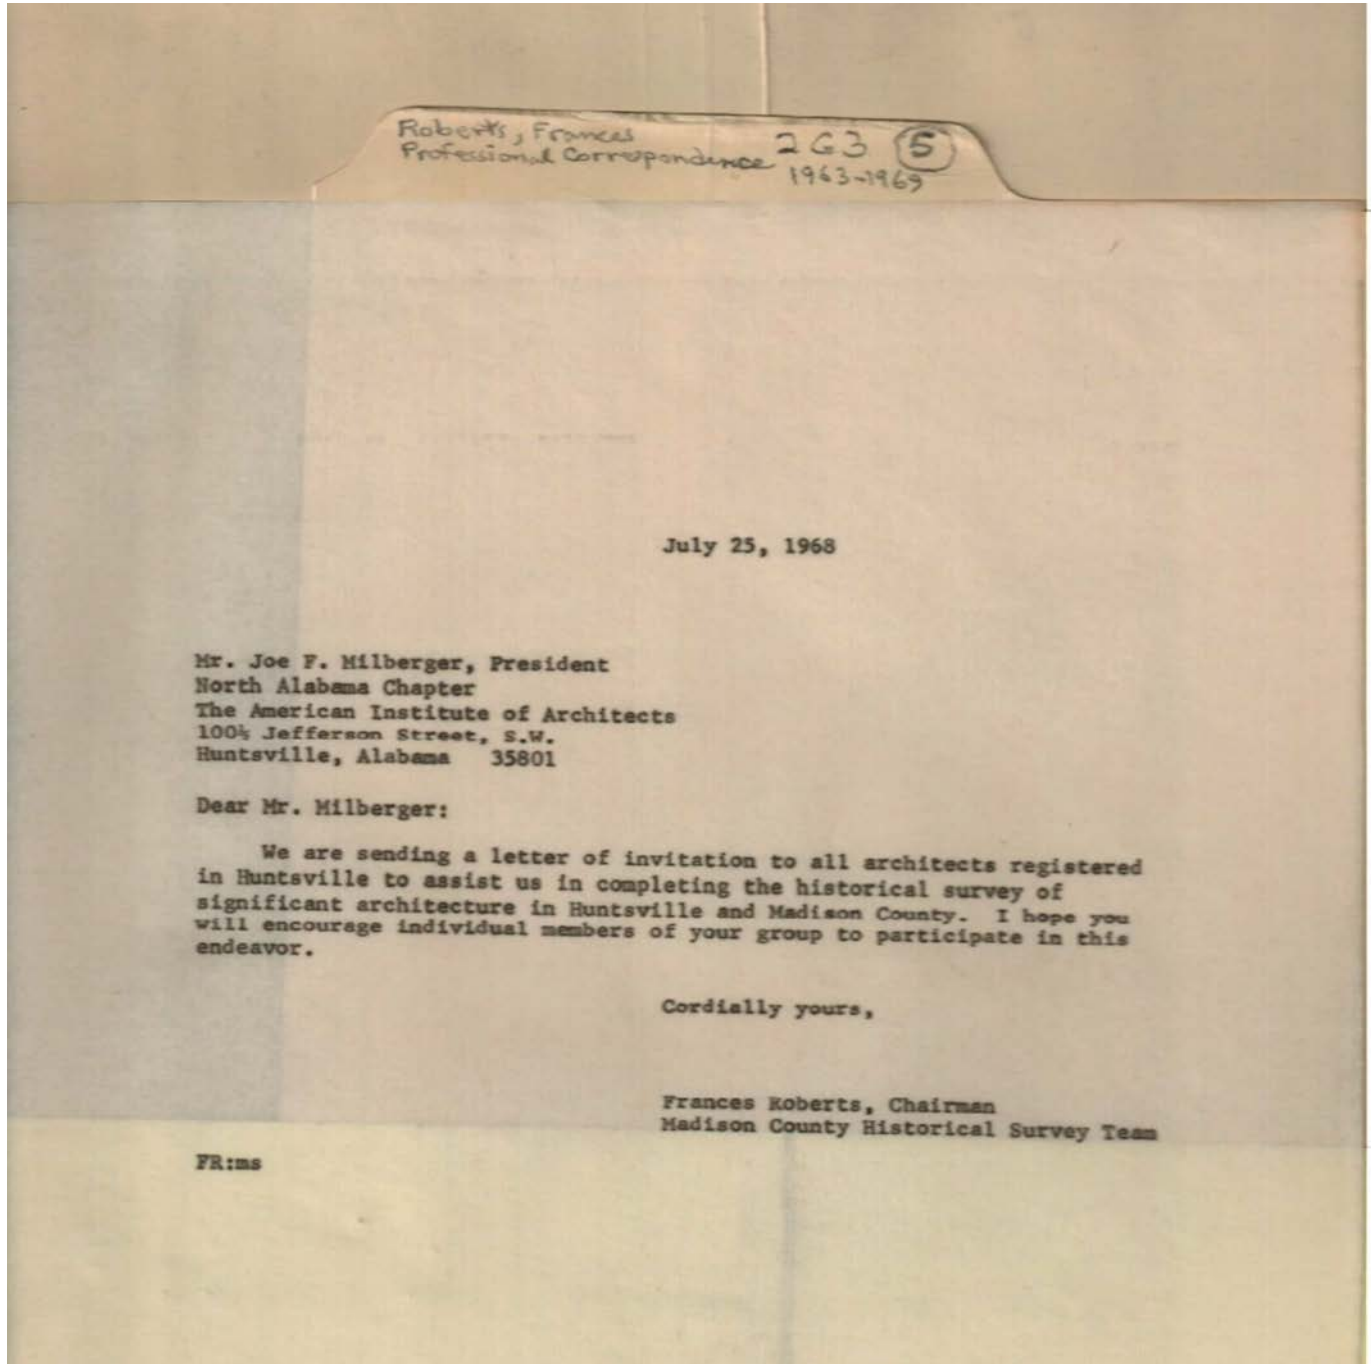 Roberts, Frances 2G3 5
Professional Correspondence 1963-1969
July 25, 1968
Mr. Joe F. Milberger, President
North Alabama Chapter
The American Institute of Architects
100½ Jefferson Street, S.W.
Huntsville, Alabama 35801
Dear Mr. Milberger:
We are sending a letter of invitation to all architects registered
in Huntsville to assist us in completing the historical survey of
significant architecture in Huntsville and Madison County. I hope you
will encourage individual members of your group to participate in this
endeavor.
Cordially yours,
Frances Roberts, Chairman
Madison County Historical Survey Team
FR:ms